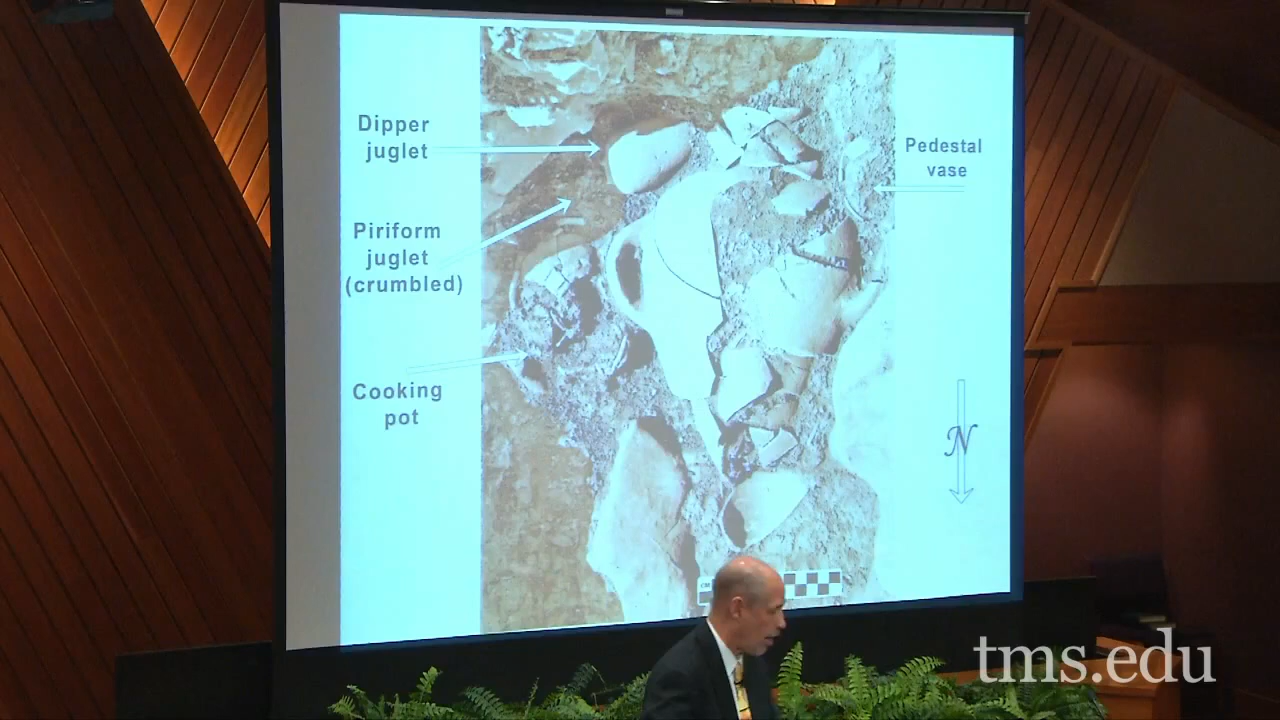 Dipper
juglet
Pedestal
vase
Piriform
juglet
(crumbled)
Cooking
pot
N
tms.edu